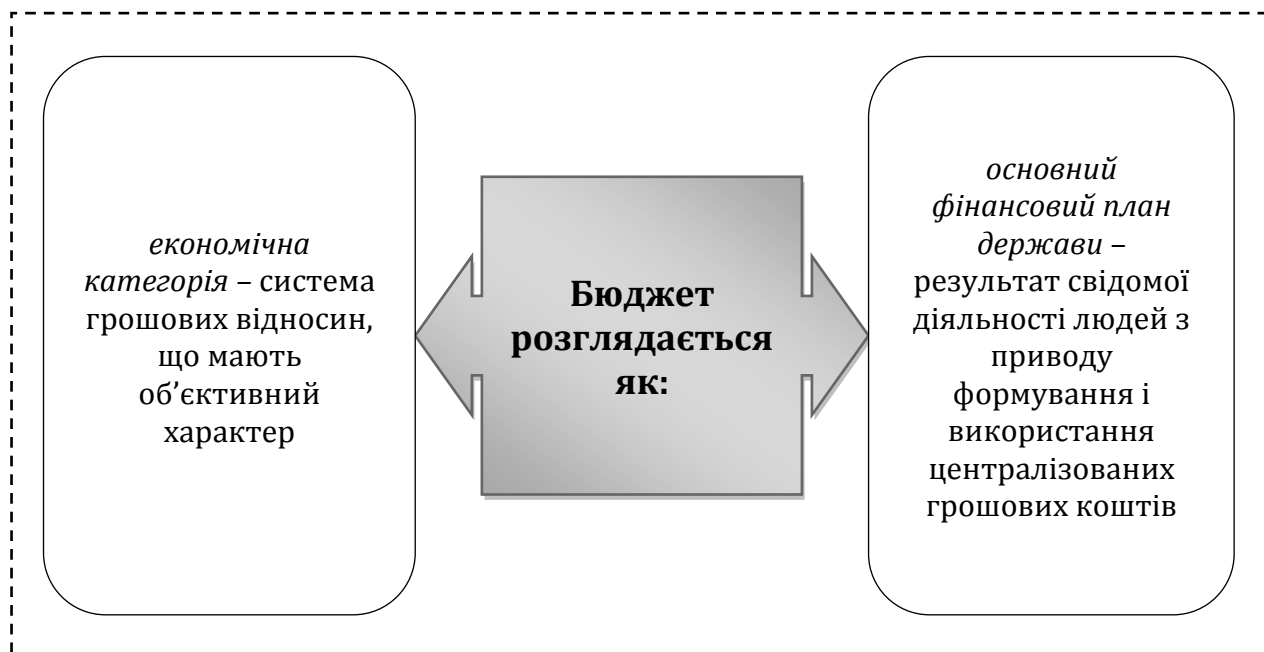 економічна
категорія – система
грошових відносин,
що мають
об’єктивний
характер
Бюджет
розглядається
як:
основний
фінансовий план
держави –
результат свідомої
діяльності людей з
приводу
формування і
використання
централізованих
грошових коштів